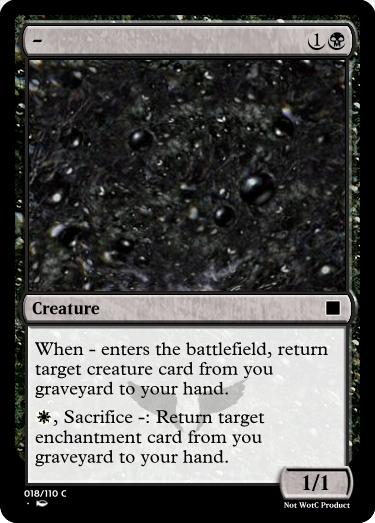 -
1
Creature
When - enters the battlefield, return
target creature card from you
graveyard to your hand.
, Sacrifice -: Return target
enchantment card from you
graveyard to your hand.
1/1
018/110 C
Not WotC Product